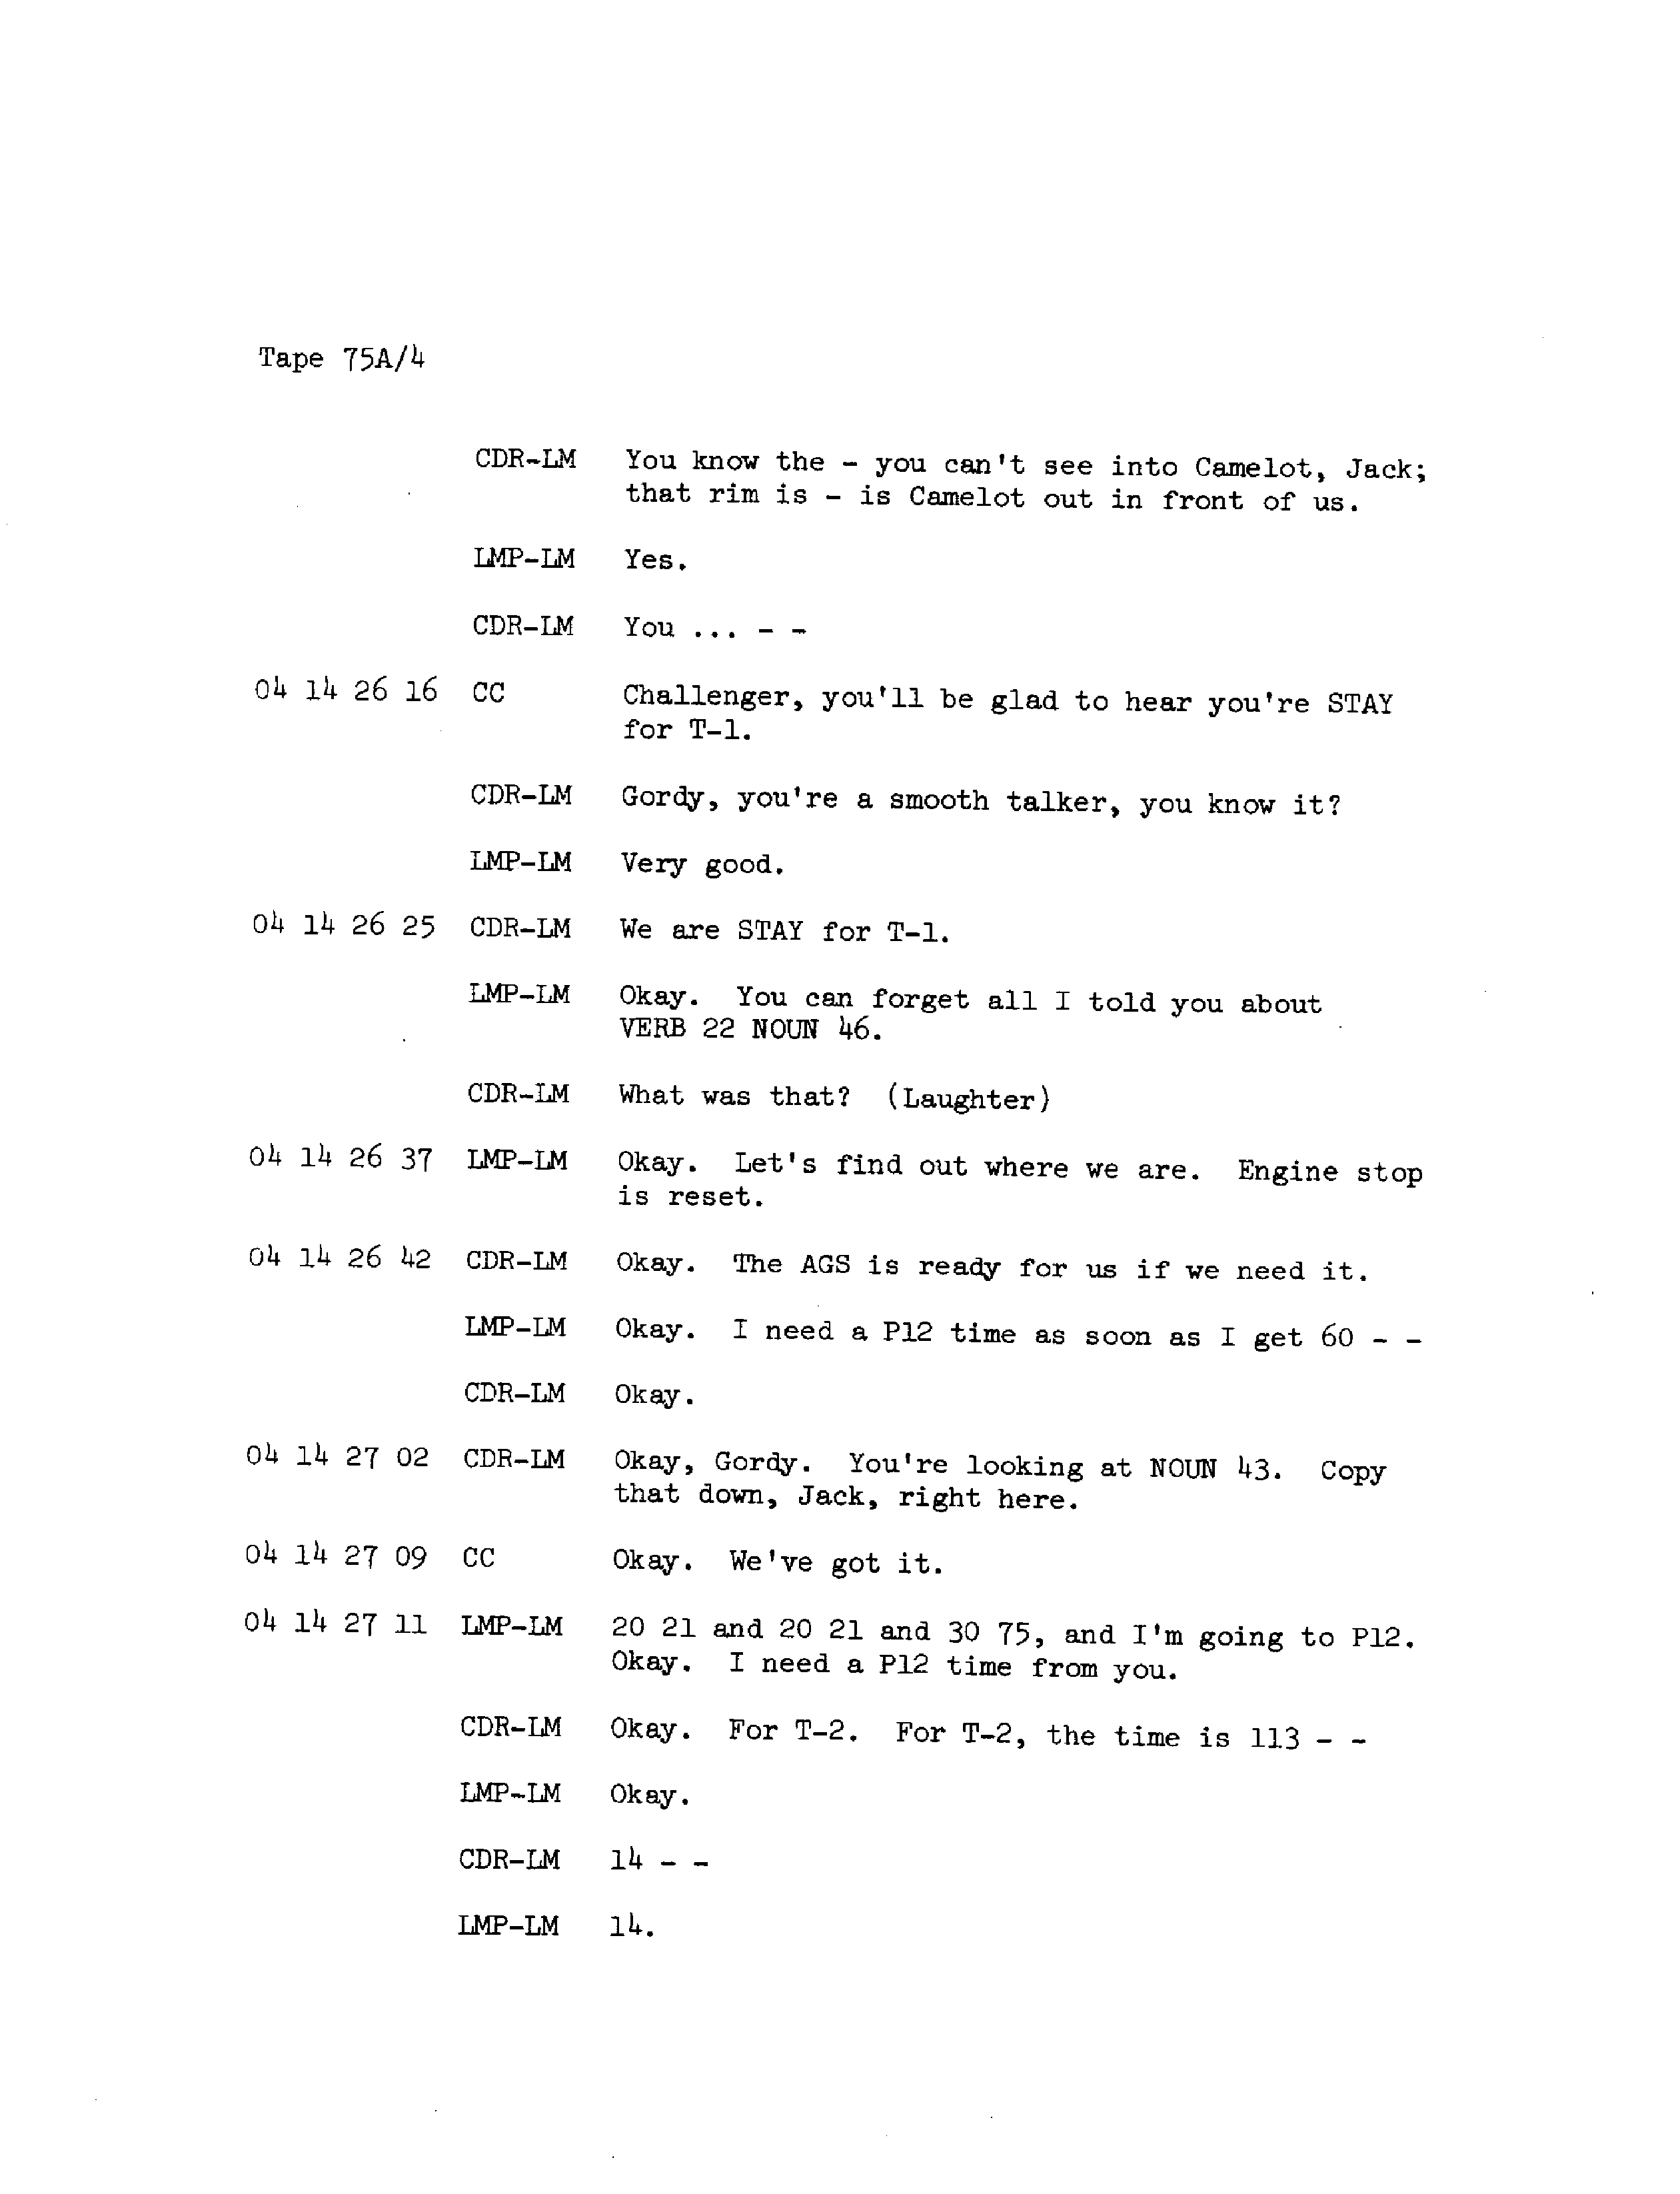 Tape 75A/4
CDR-LM You know the - you can't see into Camelot, Jack;
that rim is - is Camelot out in front of us.
LMP-LM Yes.
CDR-LM You ... - -
04 14 26 16 CC Challenger, you'll be glad to hear you're STAY
for T-1.
CDR-LM Gordy, you're a smooth talker, you know it?
LMP-LM Very good.
04 14 26 25 CDR-LM We are STAY for T-1.
LMP-LM Okay. You can forget all I told you about
VERB 22 NOUN 46.
CDR-LM What was that? (Laughter)
04 14 26 37 LMP-LM Okay. Let's find out where we are. Engine stop
is reset.
04 14 26 42 CDR-LM Okay. The AGS is ready for us if we need it.
LMP-LM Okay. I need a P12 time as soon as I get 60 - -
CDR-LM Okay.
04 14 27 02 CDR-LM Okay, Gordy. You're looking at NOUN 43. Copy
that down, Jack, right here.
04 14 27 09 CC Okay. We've got it.
04 14 27 11 LMP-LM 20 21 and 20 21 and 30 75, and I'm going to P12.
Okay. I need a P12 time from you.
CDR-LM Okay. For T-2. For T-2, the time is 113 - -
LMP-LM Okay.
CDR-LM 14 - -
LMP-LM 14.